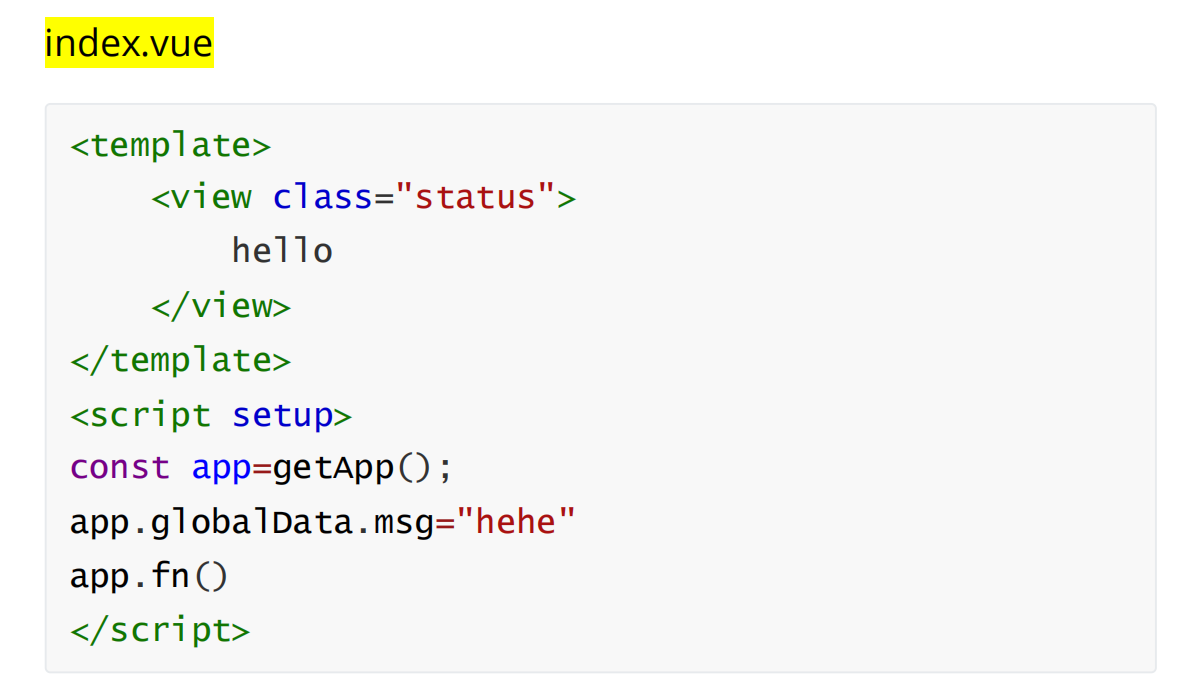 index.vue
<template>
    <view class="status">
        hello
    </view>
</template>
<script setup>
const app=getApp();
app.globalData.msg="hehe"
app.fn()
</script>